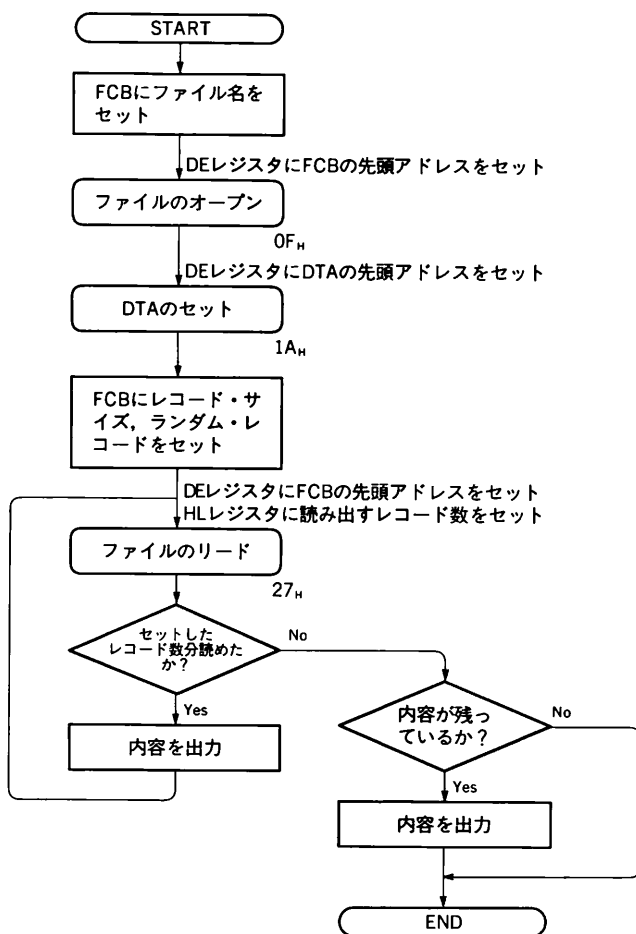 START
FCBにファイル名を
セット
DEレジスタにFCBの先頭アドレスをセット
ファイルのオープン
0FH
DEレジスタにDTAの先頭アドレスをセット
DTAのセット
1AH
FCBにレコード・サ
イズ，ランダム・レ
コードをセット
DEレジスタにFCBの先頭アドレスをセット
HLレジスタに読み出すレコード数をセット
ファイルのリード
27H
セットした
レコード数分読めた
か？
No
Yes
内容を出力
内容が残っ
ているか？
No
Yes
内容を出力
END